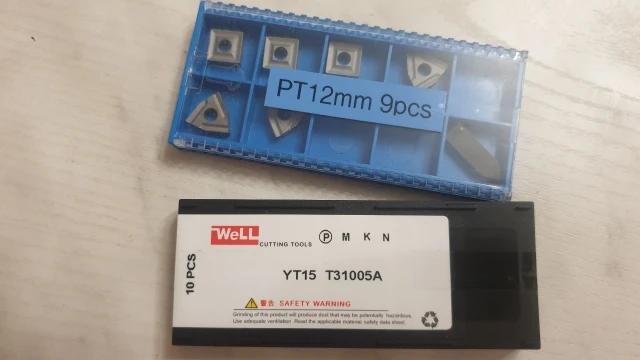 PT12mm 9pcs
WeLL
CUTTING TOOLS
P M K N
10 PCS
YT15 T31005A
警告 SAFETY WARNING
Grinding of this product will produce dust that may be potentially hazardous.
Use adequate ventilation. Read the applicable material safety data sheet.